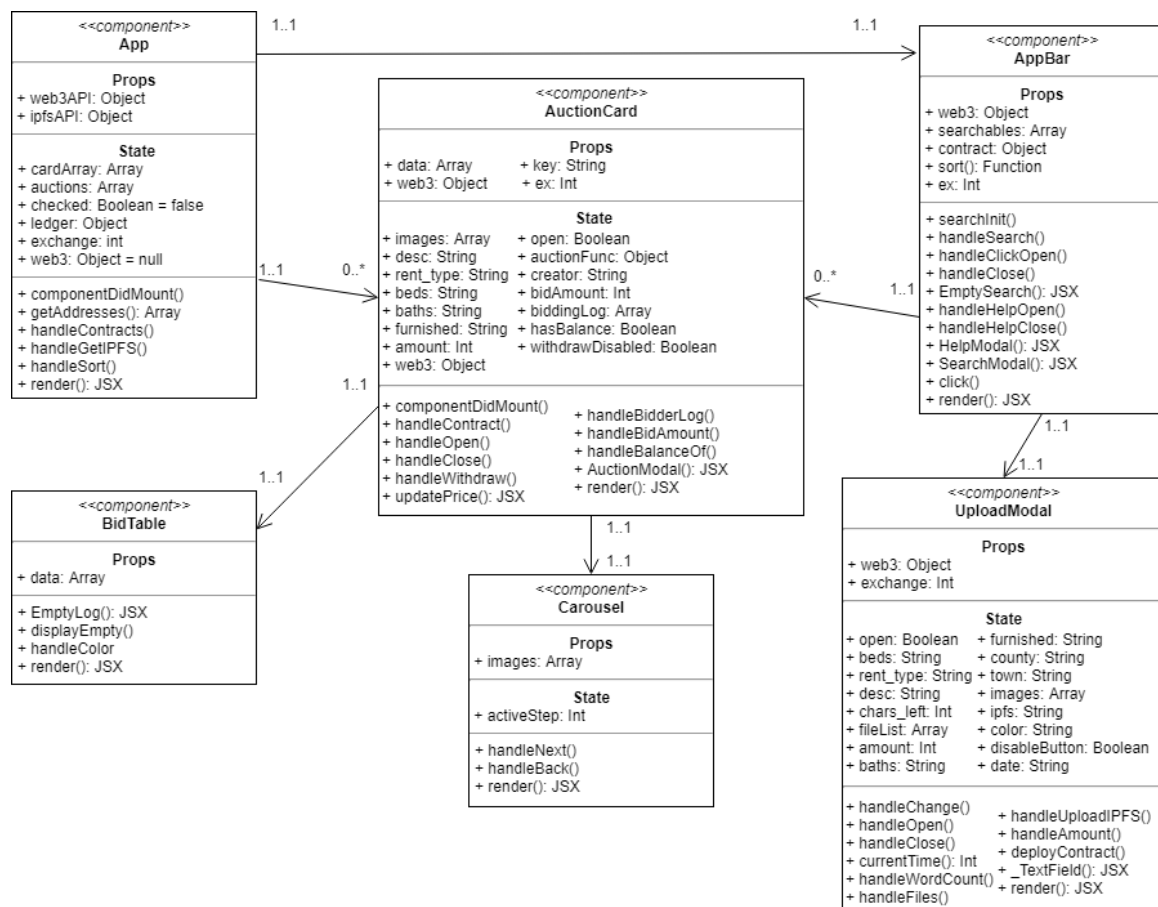 <<component>>
App
Props
+ web3API: Object
+ ipfsAPI: Object
State
+ cardArray: Array
+ auctions: Array
+ checked: Boolean = false
+ ledger: Object
+ exchange: int
+ web3: Object = null
+ componentDidMount()
+ getAddresses(): Array
+ handleContracts()
+ handleGetIPFS()
+ handleSort()
+ render(): JSX
1..1
1..1
1..1
0..*
<<component>>
AuctionCard
Props
+ data: Array + key: String
+ web3: Object + ex: Int
State
+ images: Array + open: Boolean
+ desc: String + auctionFunc: Object
+ rent_type: String + creator: String
+ beds: String + bidAmount: Int
+ baths: String + biddingLog: Array
+ furnished: String + hasBalance: Boolean
+ amount: Int + withdrawDisabled: Boolean
+ web3: Object
+ componentDidMount()
+ handleContract()
+ handleOpen()
+ handleClose()
+ handleWithdraw()
+ updatePrice(): JSX
+ handleBidderLog()
+ handleBidAmount()
+ handleBalanceOf()
+ AuctionModal(): JSX
+ render(): JSX
<<component>>
AppBar
Props
+ web3: Object
+ searchables: Array
+ contract: Object
+ sort(): Function
+ ex: Int
+ searchInit()
+ handleSearch()
+ handleClickOpen()
+ handleClose()
+ EmptySearch(): JSX
+ handleHelpOpen()
+ handleHelpClose()
+ HelpModal(): JSX
+ SearchModal(): JSX
+ click()
+ render(): JSX
0..*
1..1
1..1
1..1
<<component>>
BidTable
Props
+ data: Array
+ EmptyLog(): JSX
+ displayEmpty()
+ handleColor
+ render(): JSX
1..1
1..1
<<component>>
Carousel
Props
+ images: Array
State
+ activeStep: Int
+ handleNext()
+ handleBack()
+ render(): JSX
1..1
1..1
<<component>>
UploadModal
Props
+ web3: Object
+ exchange: Int
State
+ open: Boolean + furnished: String
+ beds: String + county: String
+ rent_type: String + town: String
+ desc: String + images: Array
+ chars_left: Int + ipfs: String
+ fileList: Array + color: String
+ amount: Int + disableButton: Boolean
+ baths: String + date: String
+ handleChange()
+ handleOpen()
+ handleClose()
+ currentTime(): Int
+ handleWordCount()
+ handleFiles()
+ handleUploadIPFS()
+ handleAmount()
+ deployContract()
+ _TextField(): JSX
+ render(): JSX